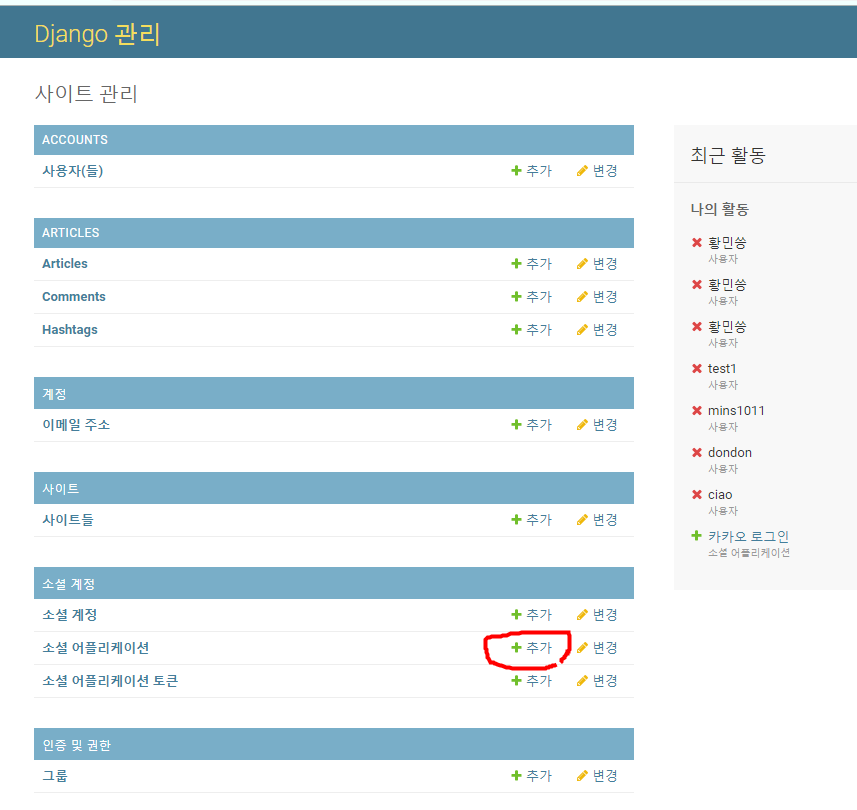 Django 관리
사이트 관리
ACCOUNTS
사용자(들) 추가 변경
ARTICLES
Articles 추가 변경
Comments 추가 변경
Hashtags 추가 변경
계정
이메일 주소 추가 변경
사이트
사이트들 추가 변경
소셜 계정
소셜 계정 추가 변경
소셜 어플리케이션 추가 변경
소셜 어플리케이션 토큰 추가 변경
인증 및 권한
그룹 추가 변경
최근 활동
나의 활동
황민쏭
사용자
황민쏭
사용자
황민쏭
사용자
test1
사용자
mins1011
사용자
dondon
사용자
ciao
사용자
카카오 로그인
소셜 어플리케이션